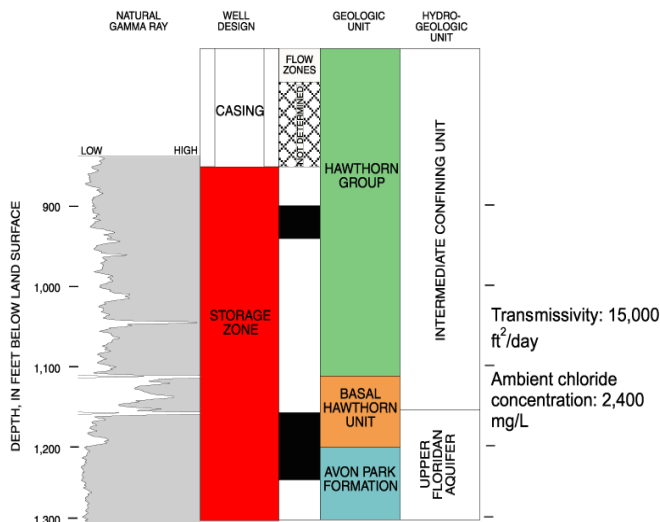 NATURAL
GAMMA RAY
WELL
DESIGN
GEOLOGIC
UNIT
HYDRO-
GEOLOGIC
UNIT
FLOW
ZONES
NOT DETERMINED
CASING
LOW
HIGH
HAWTHORN
GROUP
INTERMEDIATE CONFINING UNIT
DEPTH, IN FEET BELOW LAND SURFACE
900
1,000
1,100
1,200
1,300
STORAGE
ZONE
BASAL
HAWTHORN
UNIT
AVON PARK
FORMATION
UPPER
FLORIDAN
AQUIFER
Transmissivity: 15,000
ft²/day
Ambient chloride
concentration: 2,400
mg/L